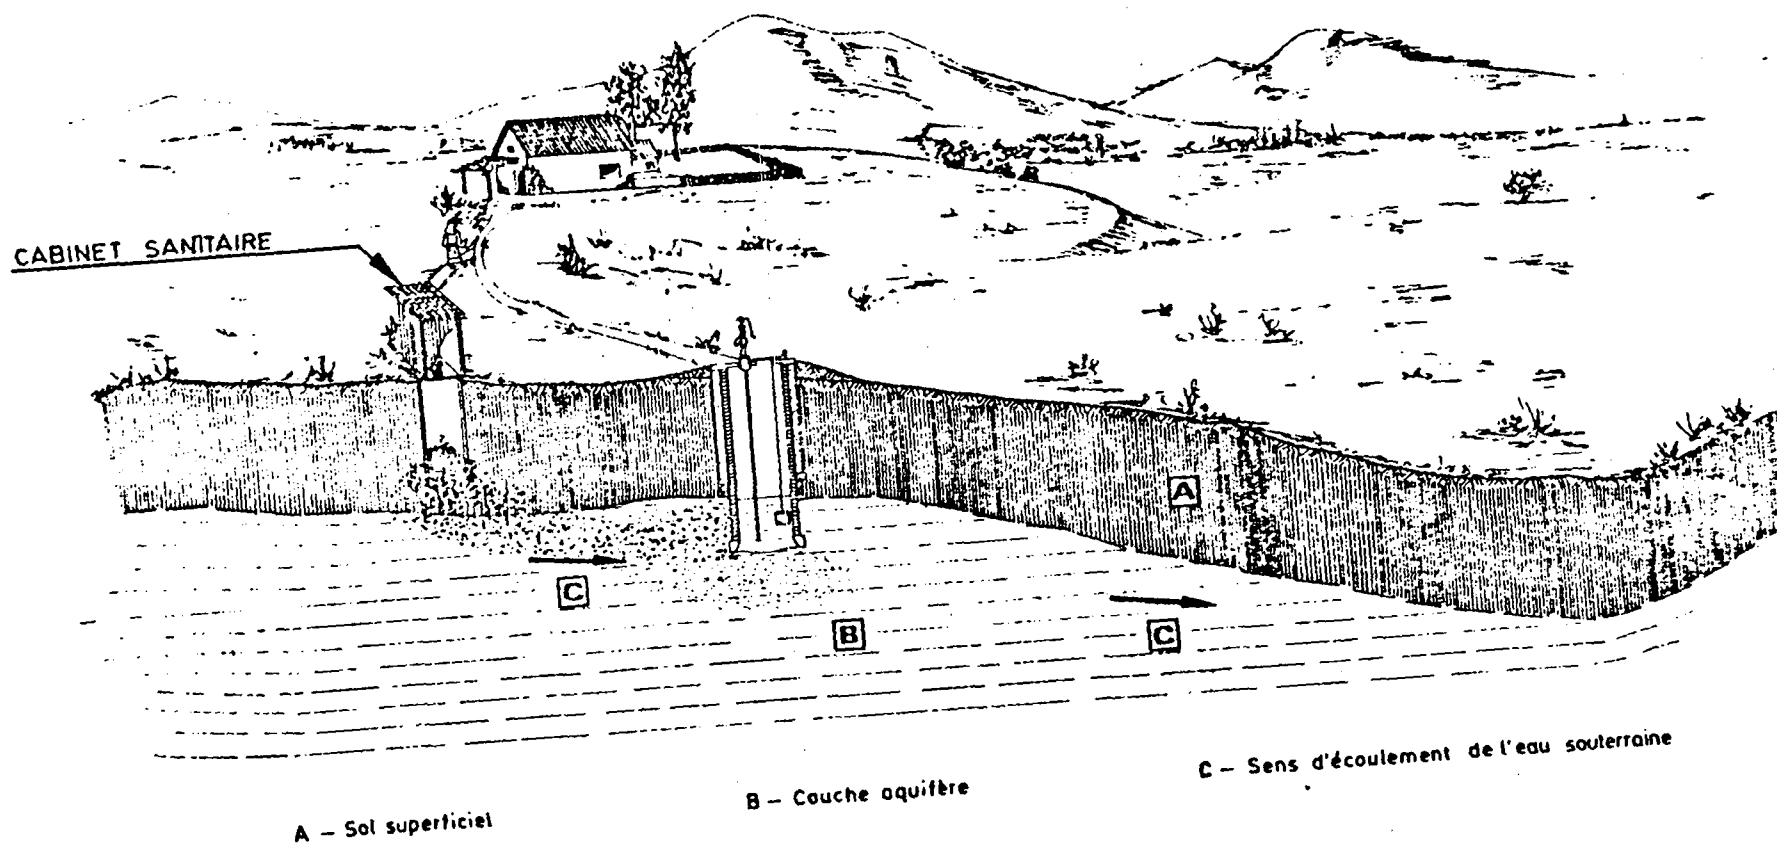 CABINET SANITAIRE
A
C
B
C
C – Sens d'écoulement de l'eau souterraine
B – Couche aquifère
A – Sol superficiel